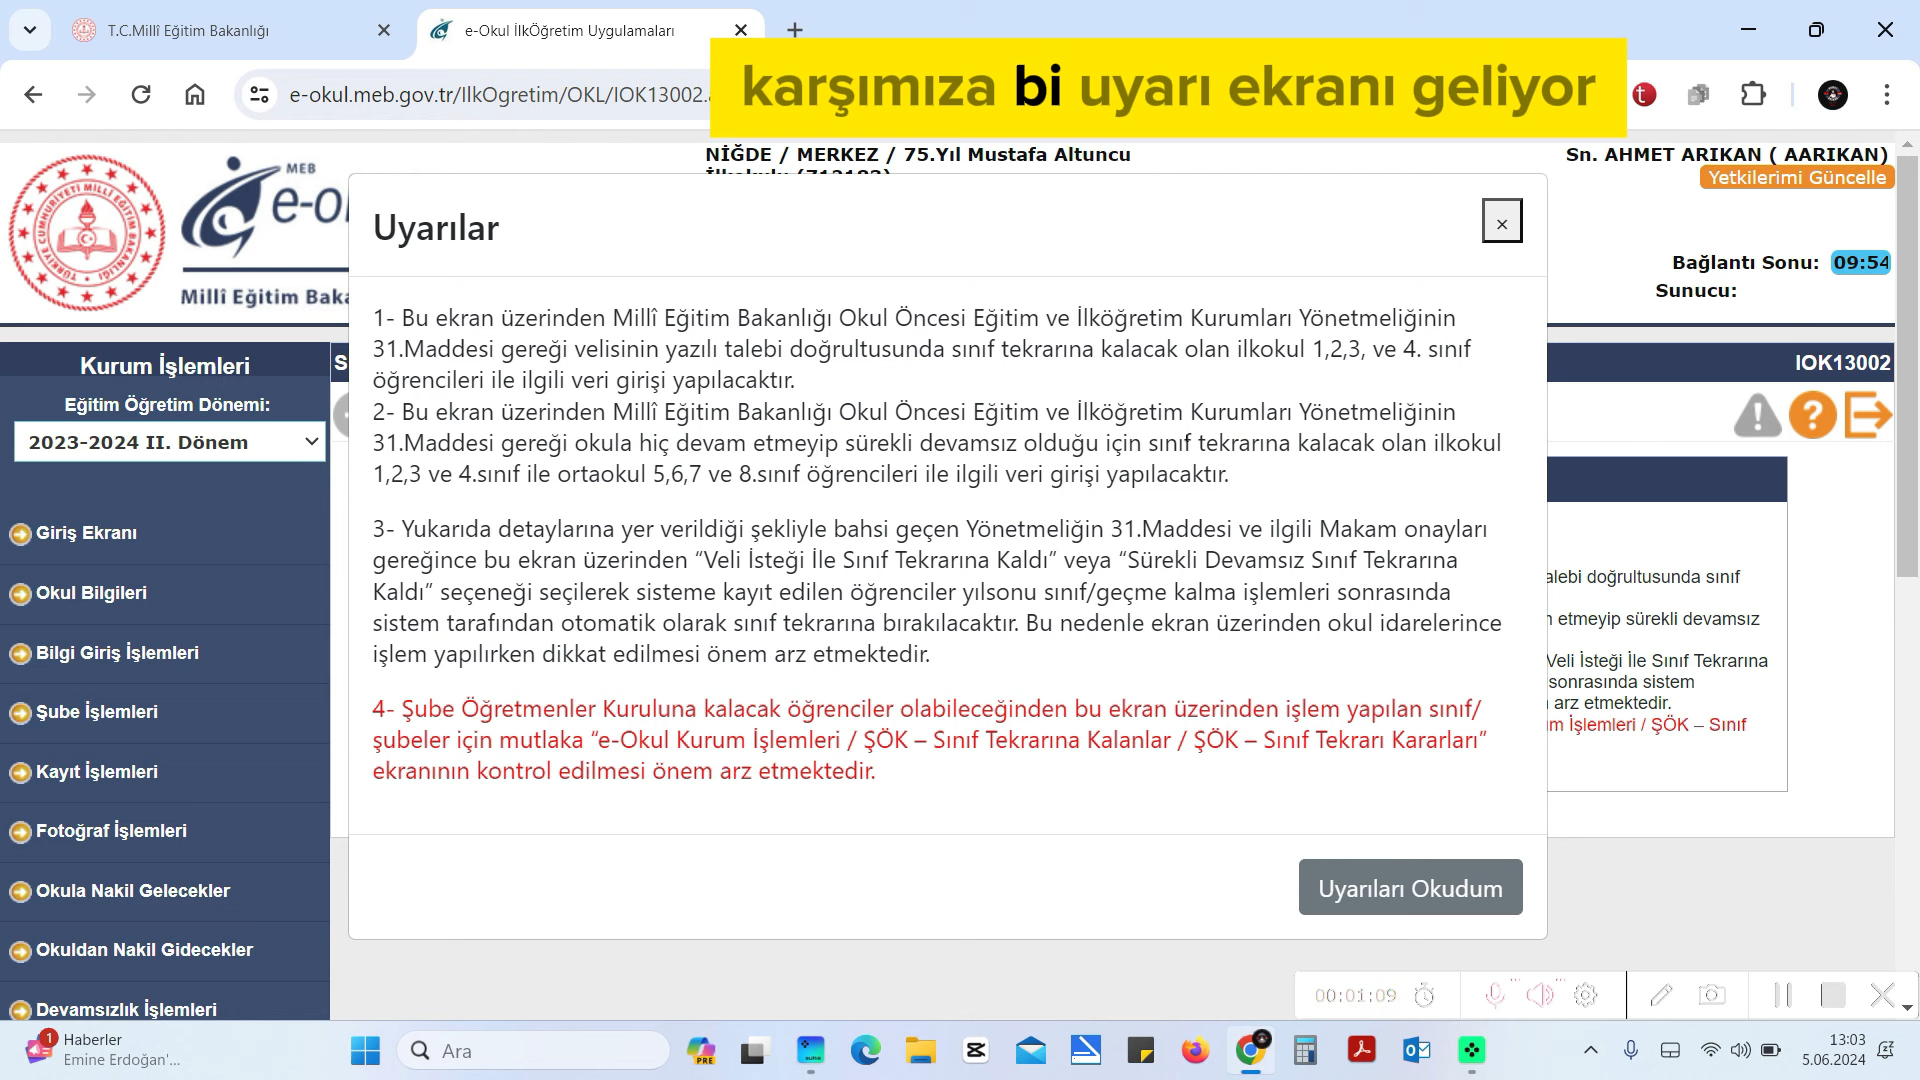 T.C.Millî Eğitim Bakanlığı
e-Okul İlkÖğretim Uygulamaları
karşımıza bi uyarı ekranı geliyor
e-okul.meb.gov.tr/IlkOgretim/OKL/IOK13002.
NİĞDE / MERKEZ / 75.Yıl Mustafa Altuncu
Sn. AHMET ARIKAN ( AARIKAN)
Yetkilerimi Güncelle
MEB
Bağlantı Sonu: 09:54
Sunucu:
Uyarılar
×
1- Bu ekran üzerinden Millî Eğitim Bakanlığı Okul Öncesi Eğitim ve İlköğretim Kurumları Yönetmeliğinin
31.Maddesi gereği velisinin yazılı talebi doğrultusunda sınıf tekrarına kalacak olan ilkokul 1,2,3, ve 4. sınıf
öğrencileri ile ilgili veri girişi yapılacaktır.
2- Bu ekran üzerinden Millî Eğitim Bakanlığı Okul Öncesi Eğitim ve İlköğretim Kurumları Yönetmeliğinin
31.Maddesi gereği okula hiç devam etmeyip sürekli devamsız olduğu için sınıf tekrarına kalacak olan ilkokul
1,2,3 ve 4.sınıf ile ortaokul 5,6,7 ve 8.sınıf öğrencileri ile ilgili veri girişi yapılacaktır.
3- Yukarıda detaylarına yer verildiği şekliyle bahsi geçen Yönetmeliğin 31.Maddesi ve ilgili Makam onayları
gereğince bu ekran üzerinden “Veli İsteği İle Sınıf Tekrarına Kaldı” veya “Sürekli Devamsız Sınıf Tekrarına
Kaldı” seçeneği seçilerek sisteme kayıt edilen öğrenciler yılsonu sınıf/geçme kalma işlemleri sonrasında
sistem tarafından otomatik olarak sınıf tekrarına bırakılacaktır. Bu nedenle ekran üzerinden okul idarelerince
işlem yapılırken dikkat edilmesi önem arz etmektedir.
4- Şube Öğretmenler Kuruluna kalacak öğrenciler olabileceğinden bu ekran üzerinden işlem yapılan sınıf/
şubeler için mutlaka “e-Okul Kurum İşlemleri / ŞÖK – Sınıf Tekrarına Kalanlar / ŞÖK – Sınıf Tekrarı Kararları”
ekranının kontrol edilmesi önem arz etmektedir.
Uyarıları Okudum
Kurum İşlemleri
Eğitim Öğretim Dönemi:
2023-2024 II. Dönem
Giriş Ekranı
Okul Bilgileri
Bilgi Giriş İşlemleri
Şube İşlemleri
Kayıt İşlemleri
Fotoğraf İşlemleri
Okula Nakil Gelecekler
Okuldan Nakil Gidecekler
Devamsızlık İşlemleri
IOK13002
alebi doğrultusunda sınıf
etmeyip sürekli devamsız
Veli İsteği İle Sınıf Tekrarına
sonrasında sistem
arz etmektedir.
İşlemleri / ŞÖK – Sınıf
00:01:09
1
Haberler
Emine Erdoğan'...
Ara
PRE
13:03
5.06.2024